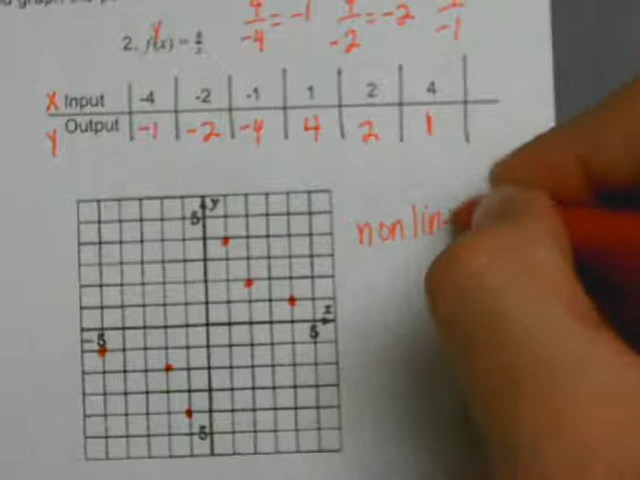 4/-4 = -1 4/-2 = -2 -1
2. f(x) = 4/x
y
x Input -4 -2 -1 1 2 4
y Output -1 -2 -4 4 2 1
y
5
nonlin
x
-5 5
5